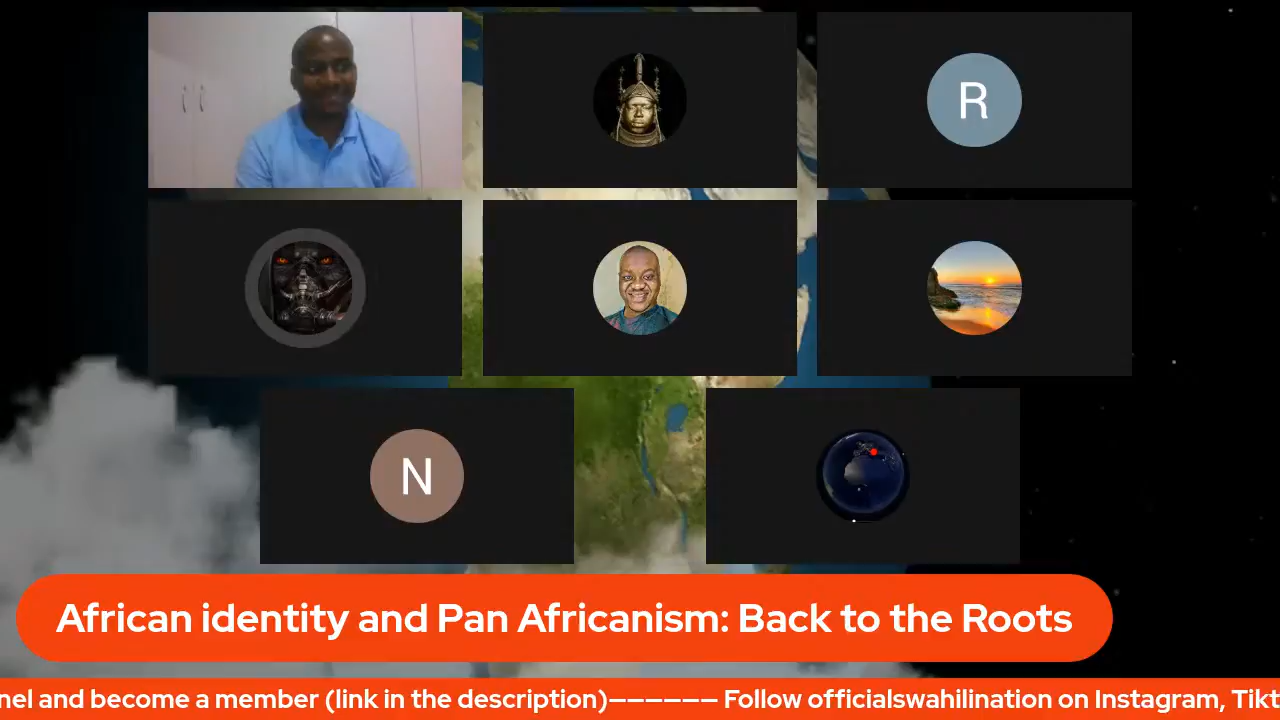 R
N
African identity and Pan Africanism: Back to the Roots
nel and become a member (link in the description)—————— Follow officialswahilination on Instagram, Tikt